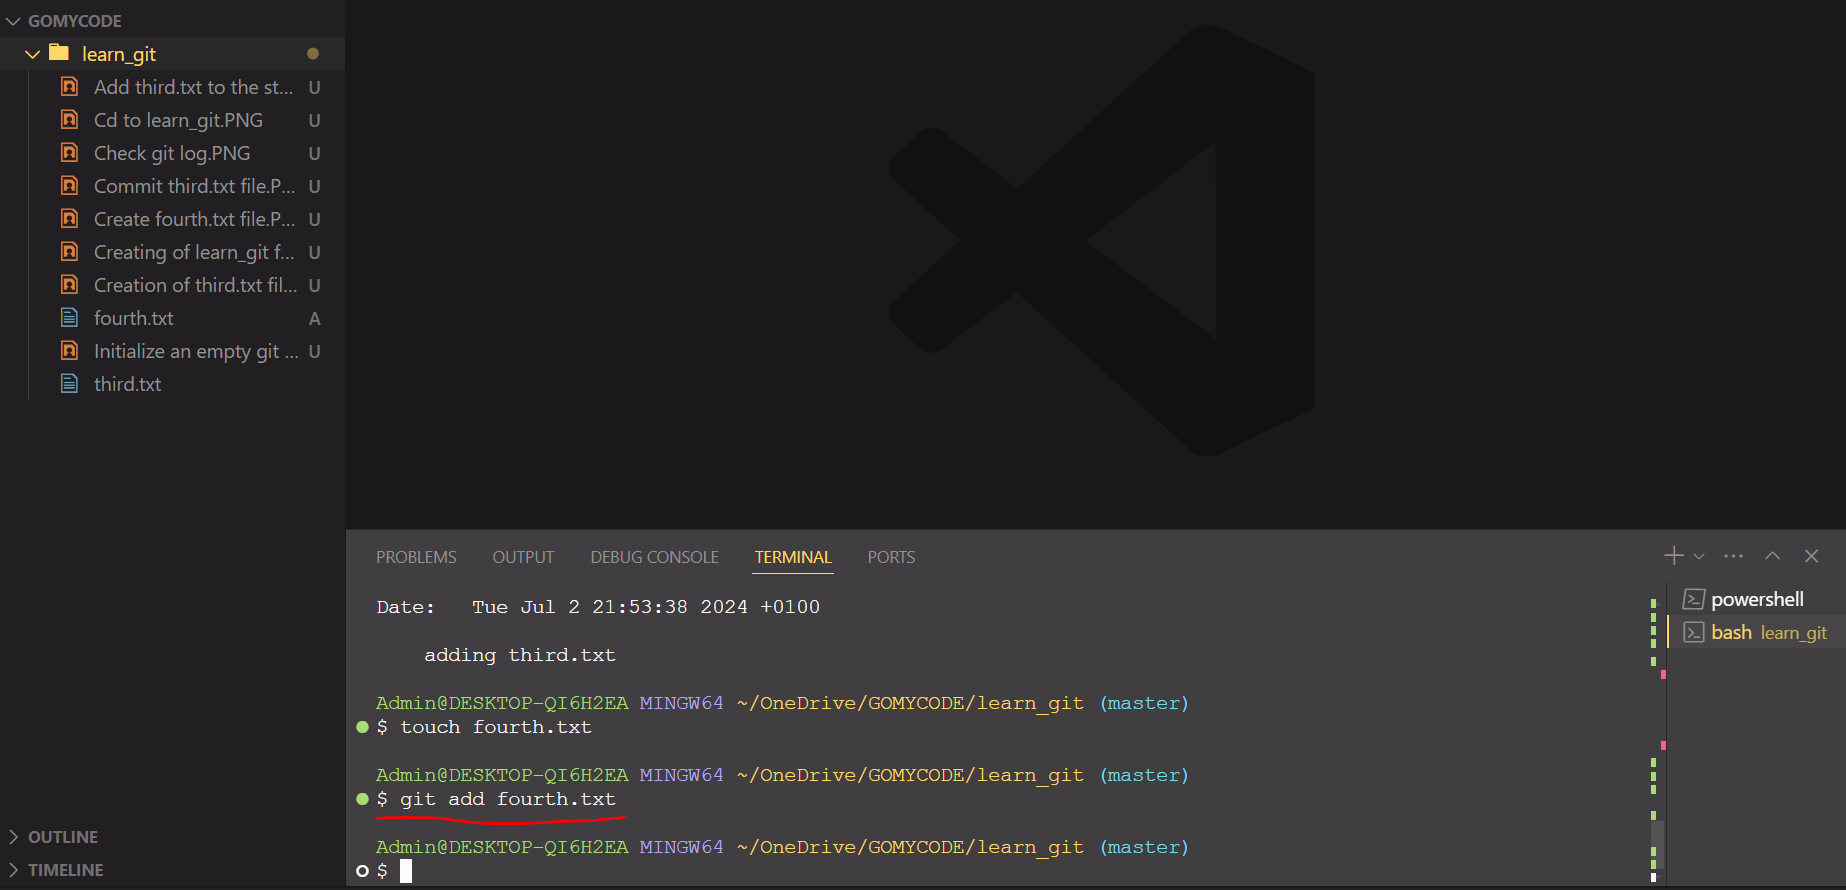 GOMYCODE
learn_git
Add third.txt to the st... U
Cd to learn_git.PNG U
Check git log.PNG U
Commit third.txt file.P... U
Create fourth.txt file.P... U
Creating of learn_git f... U
Creation of third.txt fil... U
fourth.txt A
Initialize an empty git ... U
third.txt
OUTLINE
TIMELINE
PROBLEMS OUTPUT DEBUG CONSOLE TERMINAL PORTS
Date:   Tue Jul 2 21:53:38 2024 +0100
adding third.txt
Admin@DESKTOP-QI6H2EA MINGW64 ~/OneDrive/GOMYCODE/learn_git (master)
$ touch fourth.txt
Admin@DESKTOP-QI6H2EA MINGW64 ~/OneDrive/GOMYCODE/learn_git (master)
$ git add fourth.txt
Admin@DESKTOP-QI6H2EA MINGW64 ~/OneDrive/GOMYCODE/learn_git (master)
$
powershell
bash learn_git